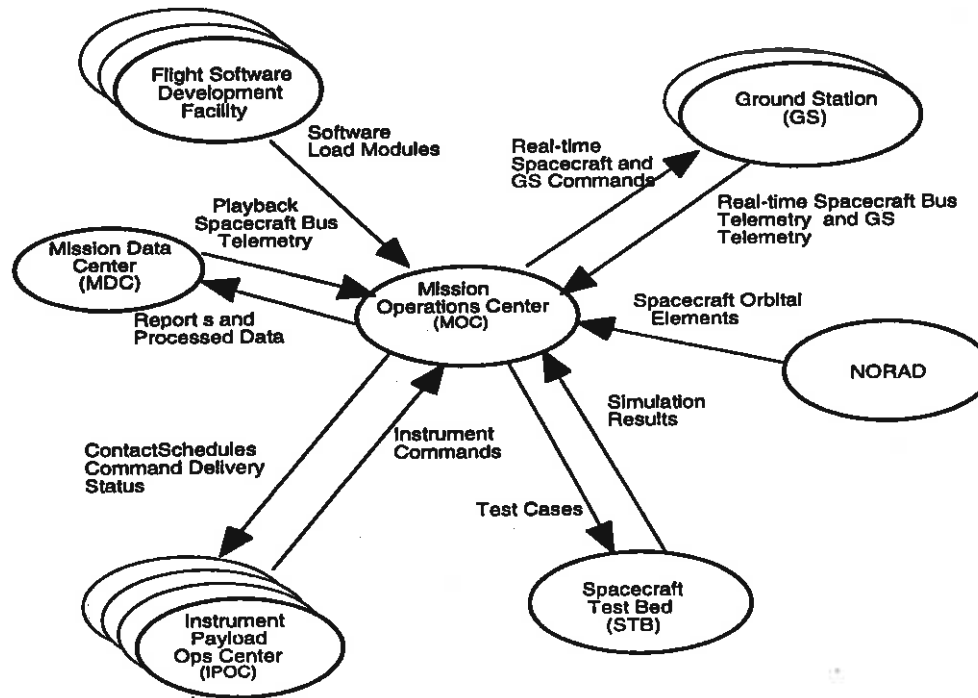 Flight Software
Development
Facility
Ground Station
(GS)
Software
Load Modules
Real-time
Spacecraft and
GS Commands
Playback
Spacecraft Bus
Telemetry
Real-time Spacecraft Bus
Telemetry and GS
Telemetry
Mission Data
Center
(MDC)
Mission
Operations Center
(MOC)
Spacecraft Orbital
Elements
Report s and
Processed Data
NORAD
Simulation
Results
ContactSchedules
Command Delivery
Status
Instrument
Commands
Test Cases
Instrument
Payload
Ops Center
(IPOC)
Spacecraft
Test Bed
(STB)